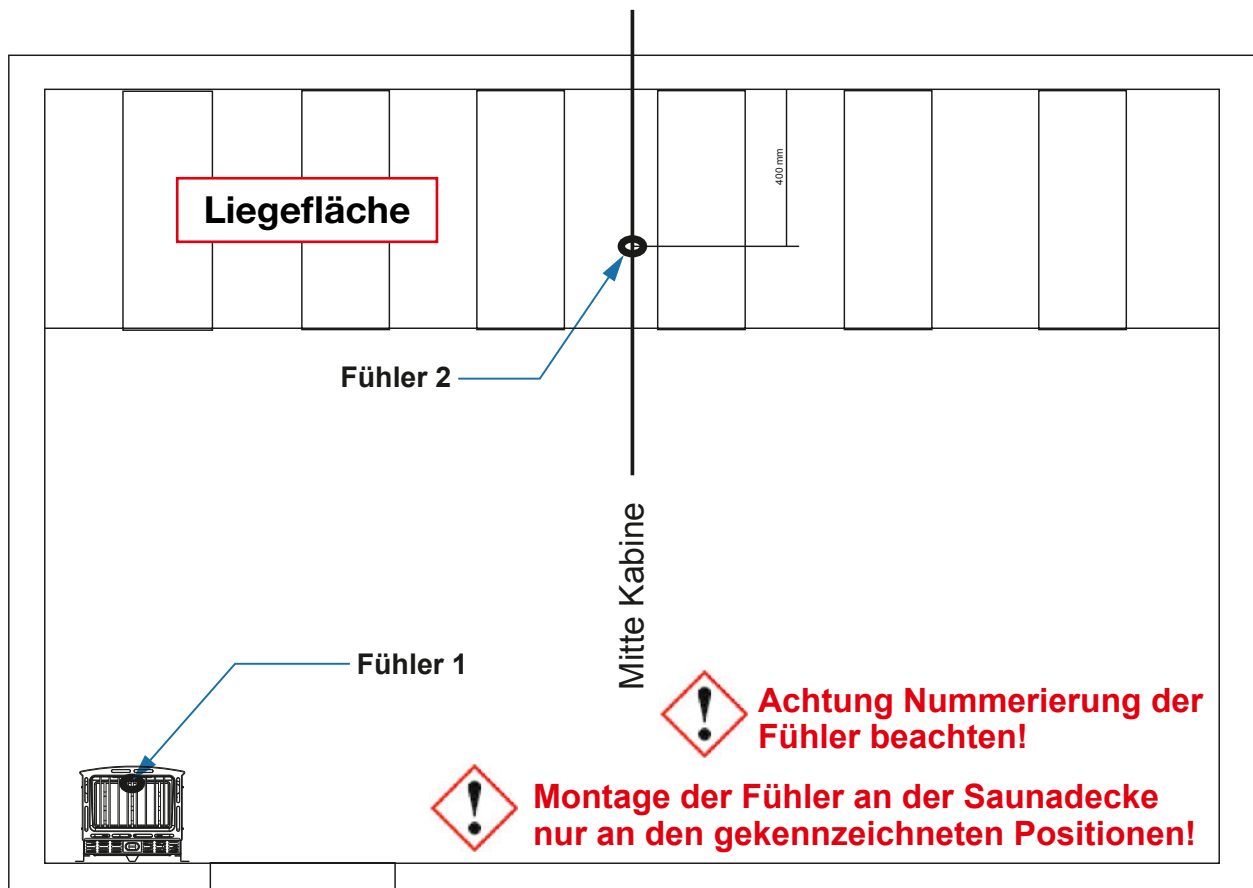 400 mm
Liegefläche
Fühler 2
Mitte Kabine
Fühler 1
Achtung Nummerierung der
Fühler beachten!
Montage der Fühler an der Saunadecke
nur an den gekennzeichneten Positionen!